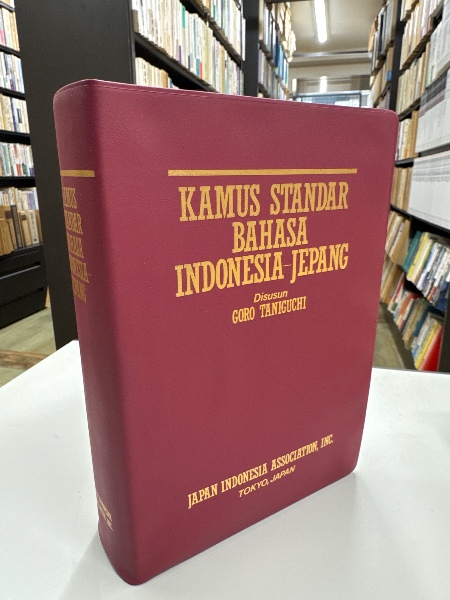 KAMUS STANDAR
BAHASA
INDONESIA-JEPANG
Disusun
GORO TANIGUCHI
JAPAN INDONESIA ASSOCIATION, INC.
TOKYO, JAPAN